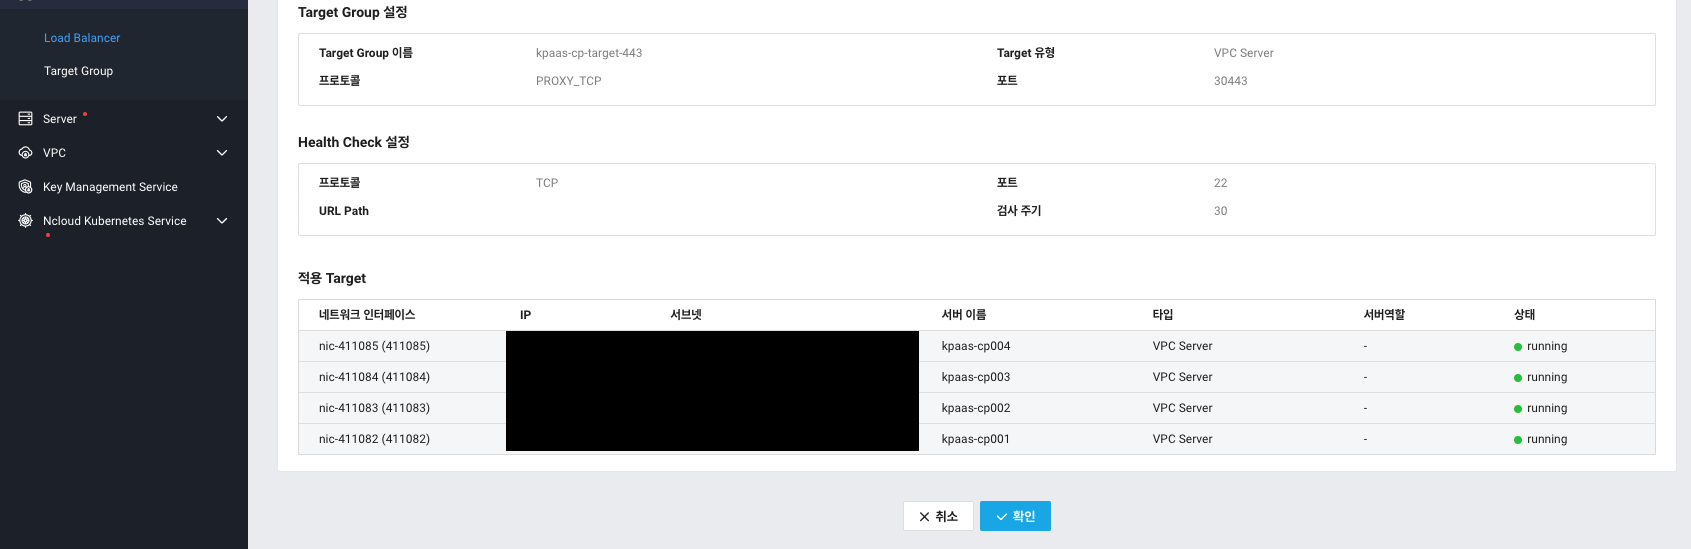 Load Balancer
Target Group
Server
VPC
Key Management Service
Ncloud Kubernetes Service
Target Group 설정
Target Group 이름 kpaas-cp-target-443 Target 유형 VPC Server
프로토콜 PROXY_TCP 포트 30443
Health Check 설정
프로토콜 TCP 포트 22
URL Path 검사 주기 30
적용 Target
네트워크 인터페이스 IP 서브넷 서버 이름 타입 서버역할 상태
nic-411085 (411085) kpaas-cp004 VPC Server - running
nic-411084 (411084) kpaas-cp003 VPC Server - running
nic-411083 (411083) kpaas-cp002 VPC Server - running
nic-411082 (411082) kpaas-cp001 VPC Server - running
취소 확인